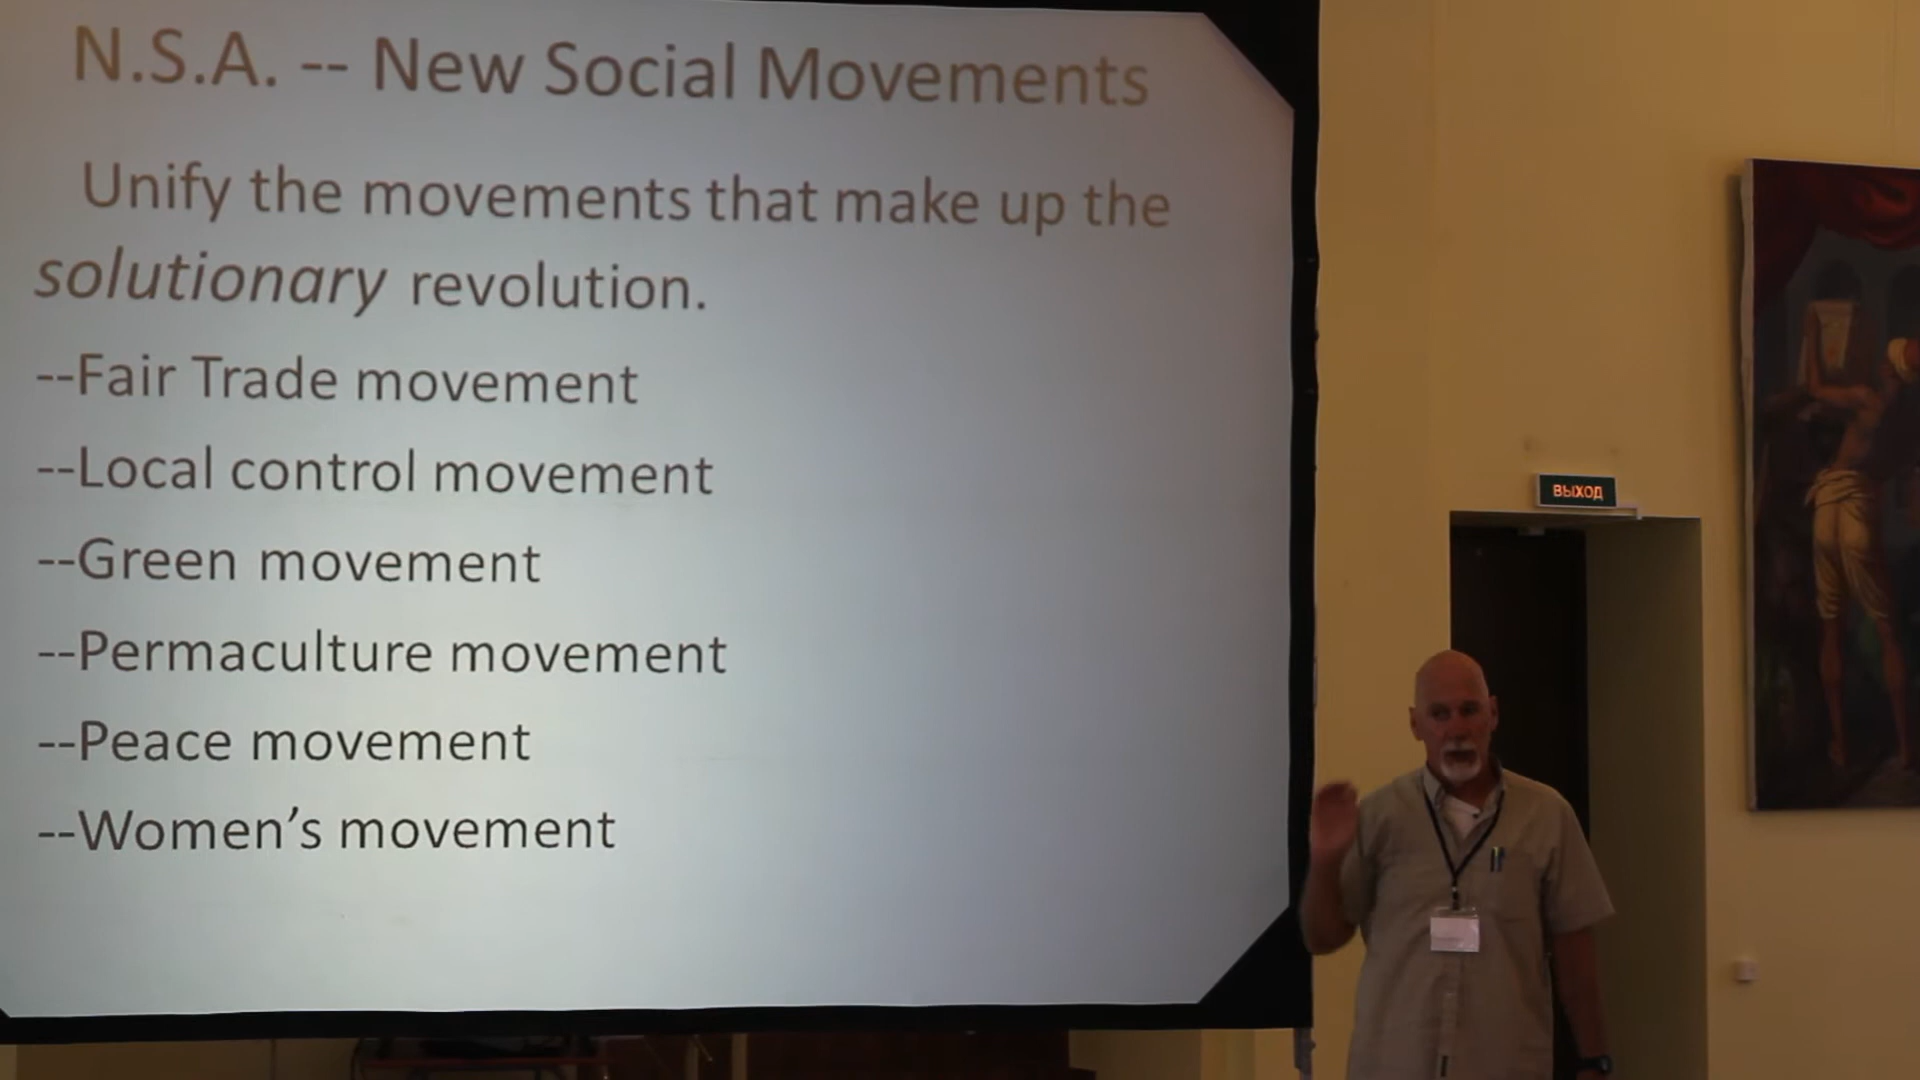 N.S.A. -- New Social Movements
Unify the movements that make up the
solutionary revolution.
--Fair Trade movement
--Local control movement
--Green movement
--Permaculture movement
--Peace movement
--Women’s movement
ВЫХОД